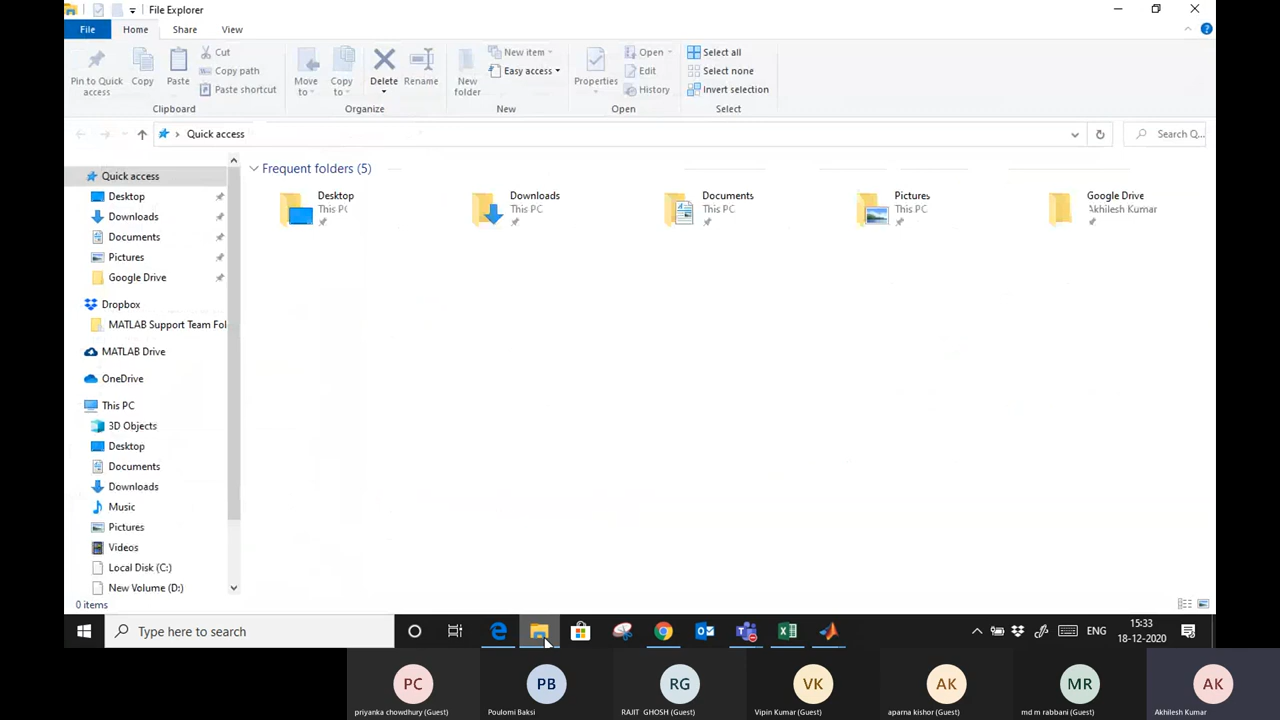 File Explorer
File Home Share View
Pin to Quick access
Copy
Paste
Cut
Copy path
Paste shortcut
Clipboard
Move to
Copy to
Delete
Rename
Organize
New folder
New item
Easy access
New
Properties
Open
Edit
History
Open
Select all
Select none
Invert selection
Select
Quick access
Search Q...
Quick access
Desktop
Downloads
Documents
Pictures
Google Drive
Dropbox
MATLAB Support Team Fol
MATLAB Drive
OneDrive
This PC
3D Objects
Desktop
Documents
Downloads
Music
Pictures
Videos
Local Disk (C:)
New Volume (D:)
Frequent folders (5)
Desktop
This PC
Downloads
This PC
Documents
This PC
Pictures
This PC
Google Drive
Akhilesh Kumar
0 items
Type here to search
ENG
15:33
18-12-2020
PC
priyanka chowdhury (Guest)
PB
Poulomi Baksi
RG
RAJIT GHOSH (Guest)
VK
Vipin Kumar (Guest)
AK
aparna kishor (Guest)
MR
md m rabbani (Guest)
AK
Akhilesh Kumar